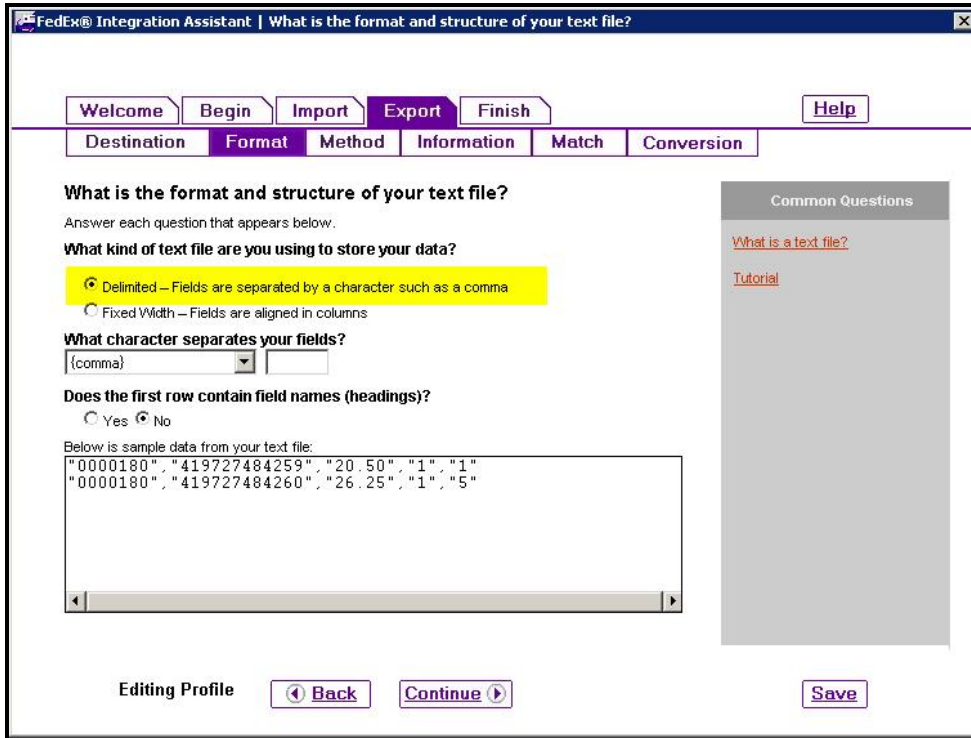 FedEx® Integration Assistant | What is the format and structure of your text file?
Welcome Begin Import Export Finish Help
Destination Format Method Information Match Conversion
What is the format and structure of your text file?
Answer each question that appears below.
What kind of text file are you using to store your data?
Delimited – Fields are separated by a character such as a comma
Fixed Width – Fields are aligned in columns
What character separates your fields?
{comma}
Does the first row contain field names (headings)?
Yes No
Below is sample data from your text file:
"0000180","419727484259","20.50","1","1"
"0000180","419727484260","26.25","1","5"
Common Questions
What is a text file?
Tutorial
Editing Profile Back Continue Save